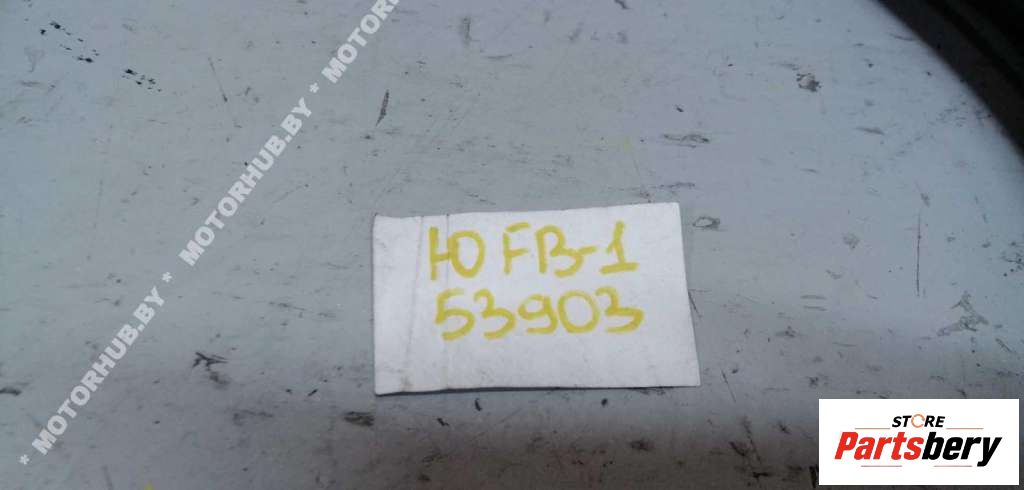 * MOTORHUB.BY * MOTORHUB.BY * MOTOR
Ю FB-1
53903
STORE
Partsbery